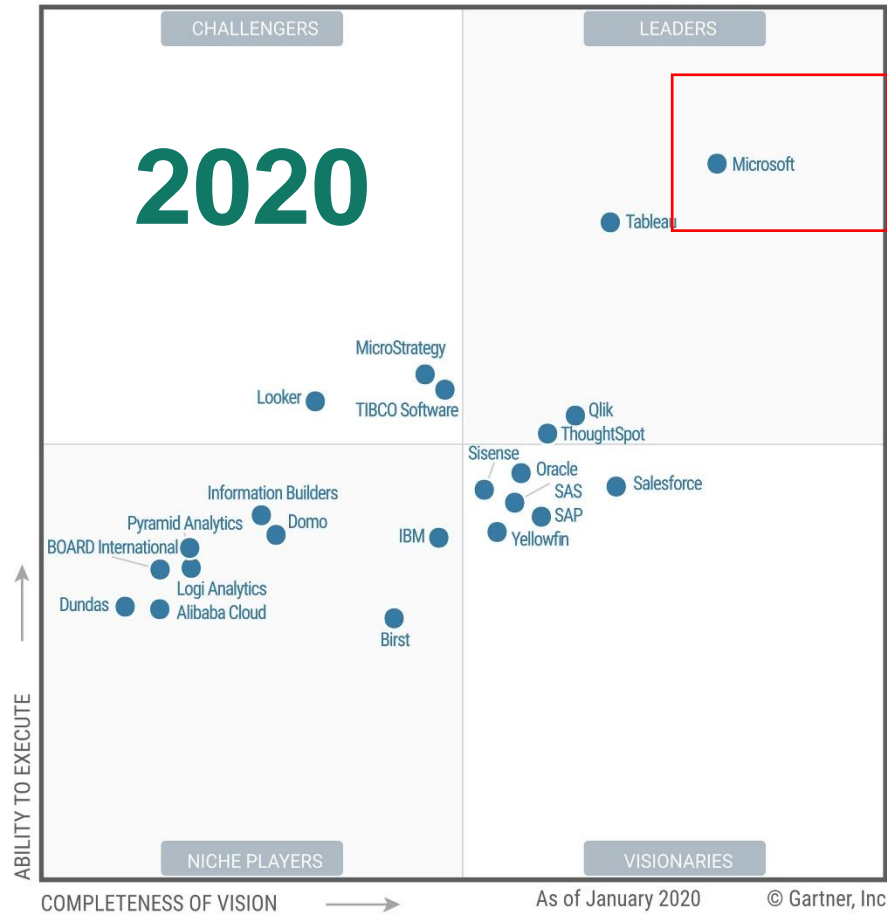 CHALLENGERS
LEADERS
2020
Microsoft
Tableau
MicroStrategy
Looker
TIBCO Software
Qlik
ThoughtSpot
Sisense
Oracle
Salesforce
SAS
SAP
Yellowfin
Information Builders
Domo
Pyramid Analytics
IBM
BOARD International
Logi Analytics
Dundas
Alibaba Cloud
Birst
NICHE PLAYERS
VISIONARIES
ABILITY TO EXECUTE
COMPLETENESS OF VISION
As of January 2020
© Gartner, Inc